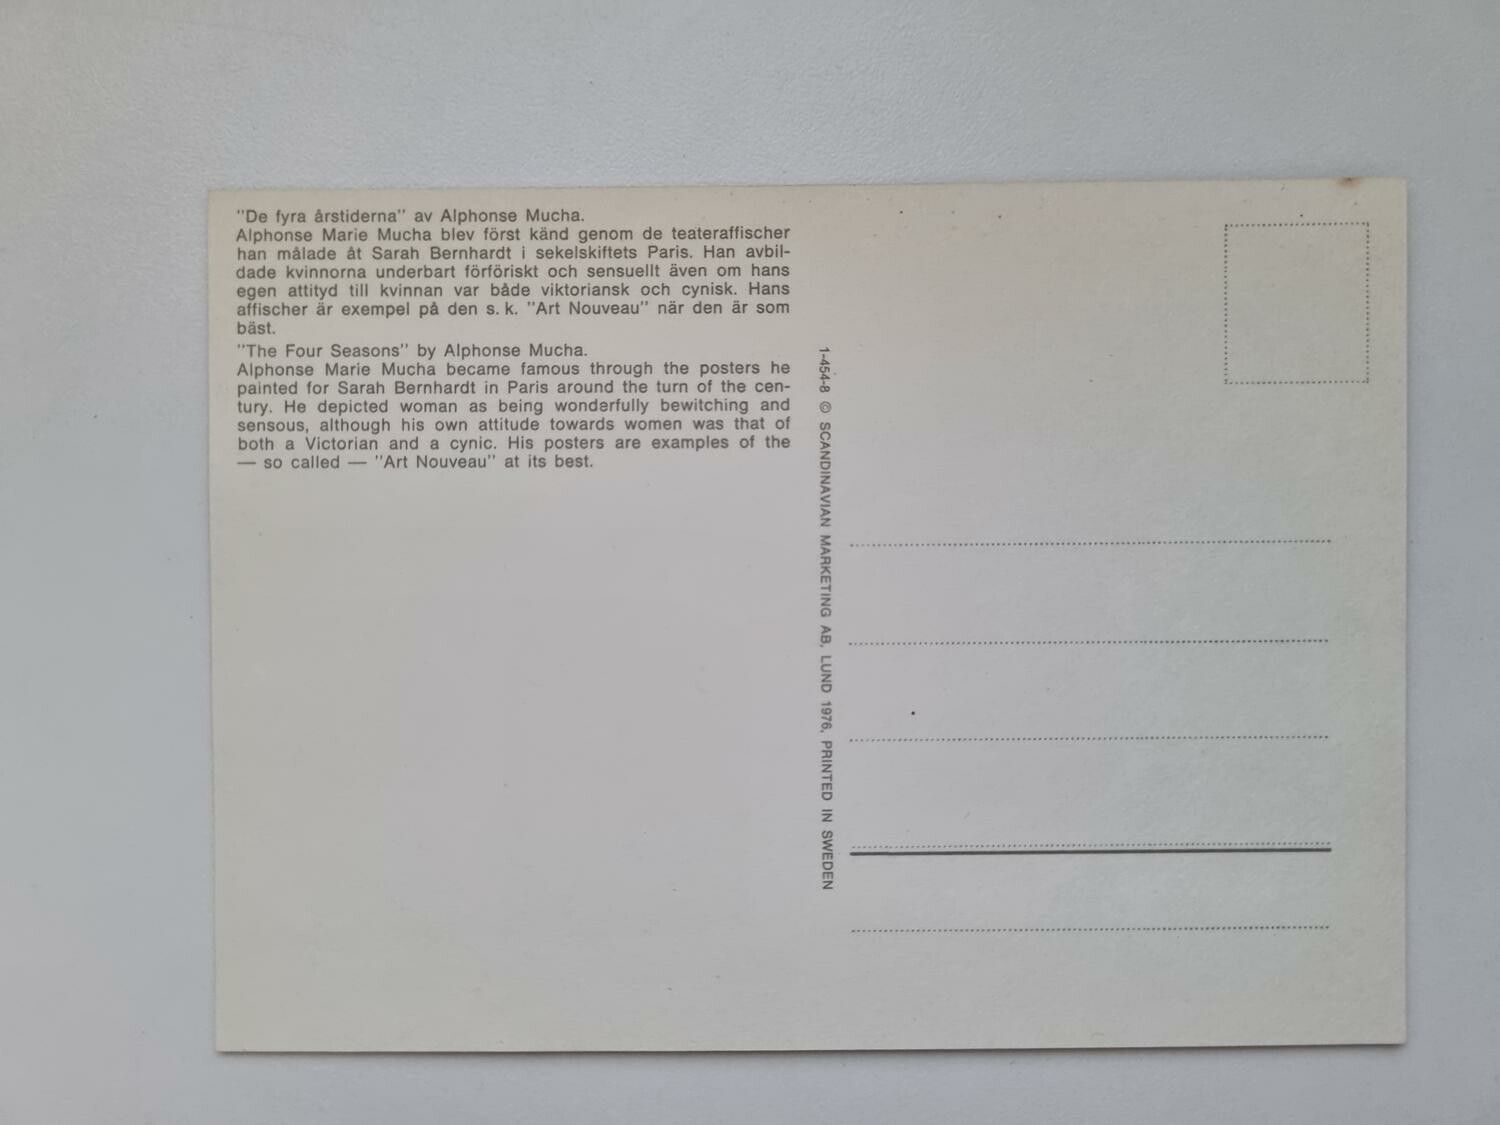 "De fyra årstiderna" av Alphonse Mucha.
Alphonse Marie Mucha blev först känd genom de teateraffischer
han målade åt Sarah Bernhardt i sekelskiftets Paris. Han avbil-
dade kvinnorna underbart förföriskt och sensuellt även om hans
egen attityd till kvinnan var både viktoriansk och cynisk. Hans
affischer är exempel på den s. k. "Art Nouveau" när den är som
bäst.
"The Four Seasons" by Alphonse Mucha.
Alphonse Marie Mucha became famous through the posters he
painted for Sarah Bernhardt in Paris around the turn of the cen-
tury. He depicted woman as being wonderfully bewitching and
sensous, although his own attitude towards women was that of
both a Victorian and a cynic. His posters are examples of the
— so called — "Art Nouveau" at its best.
1-454-8 © SCANDINAVIAN MARKETING AB, LUND 1976, PRINTED IN SWEDEN